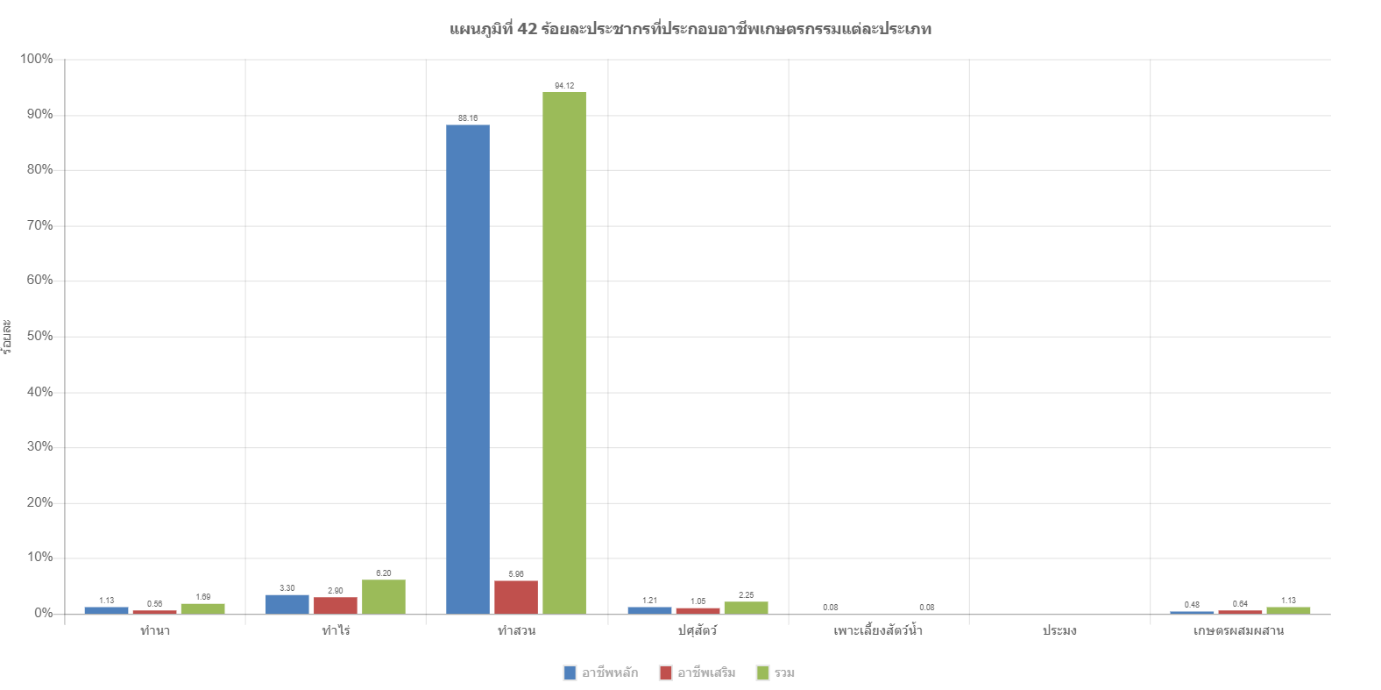 แผนภูมิที่ 42 ร้อยละประชากรที่ประกอบอาชีพเกษตรกรรมแต่ละประเภท
ร้อยละ
100%
90%
80%
70%
60%
50%
40%
30%
20%
10%
0%
1.13 0.56 1.69
3.30 2.90 6.20
88.16 5.96 94.12
1.21 1.05 2.25
0.08 0.08
0.48 0.64 1.13
ทำนา ทำไร่ ทำสวน ปศุสัตว์ เพาะเลี้ยงสัตว์น้ำ ประมง เกษตรผสมผสาน
อาชีพหลัก อาชีพเสริม รวม